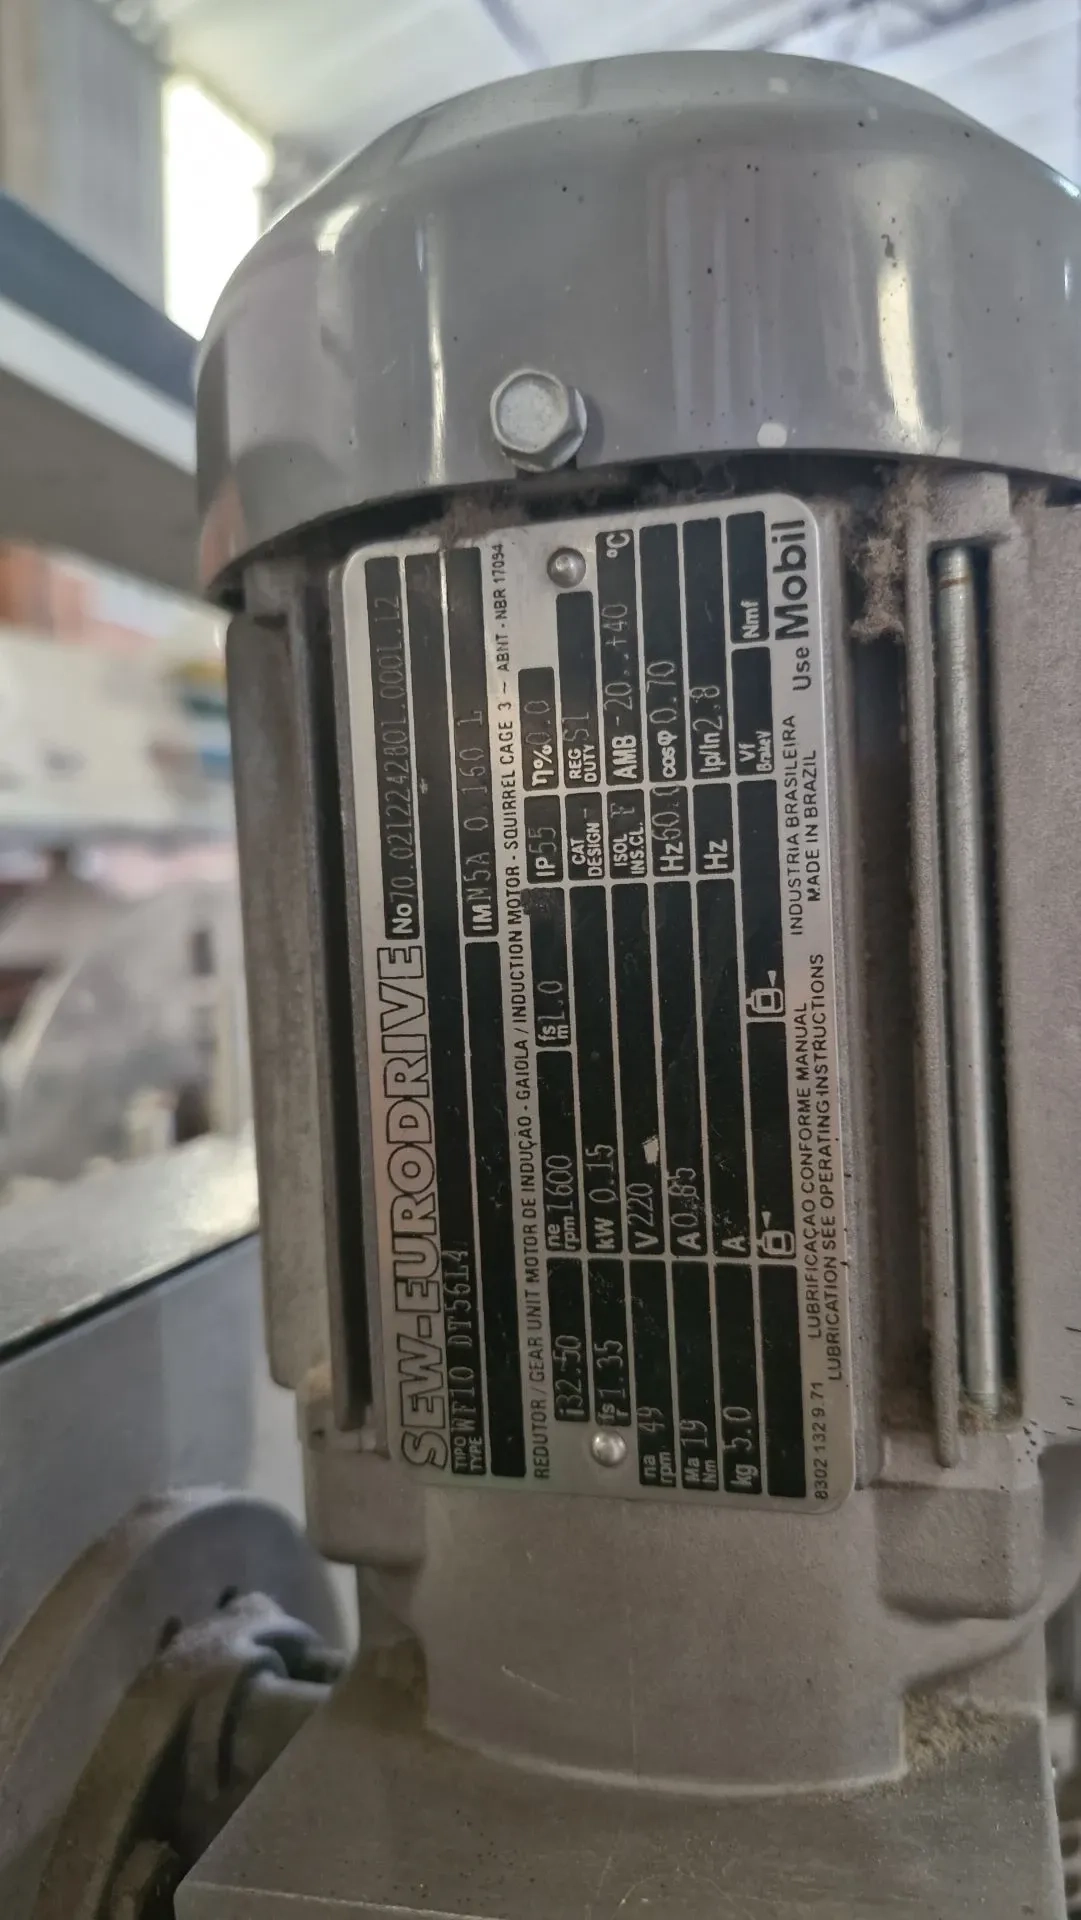 SEW-EURODRIVE No 70.0212242801.0001.12
TIPO TYPE WF10 DT56L4
IM M5A 0.150 L
REDUTOR / GEAR UNIT MOTOR DE INDUÇÃO - GAIOLA / INDUCTION MOTOR - SQUIRREL CAGE 3 ~ ABNT - NBR 17094
i 32.50 ne rpm 1600 fs m 1.0 IP 55 η% 0.0
fs r 1.35 kW 0.15 CAT DESIGN - REG DUTY S1
na rpm 49 V 220 ISOL INS.CL. F AMB -20..+40 °C
Ma Nm 19 A 0.85 Hz 60.0 cosφ 0.70
kg 5.0 A Hz Ip/In 2.8
Vf BrakeV Nmf
8302 132 9.71 LUBRIFICAÇAO CONFORME MANUAL INDUSTRIA BRASILEIRA
LUBRICATION SEE OPERATING INSTRUCTIONS MADE IN BRAZIL
Use Mobil